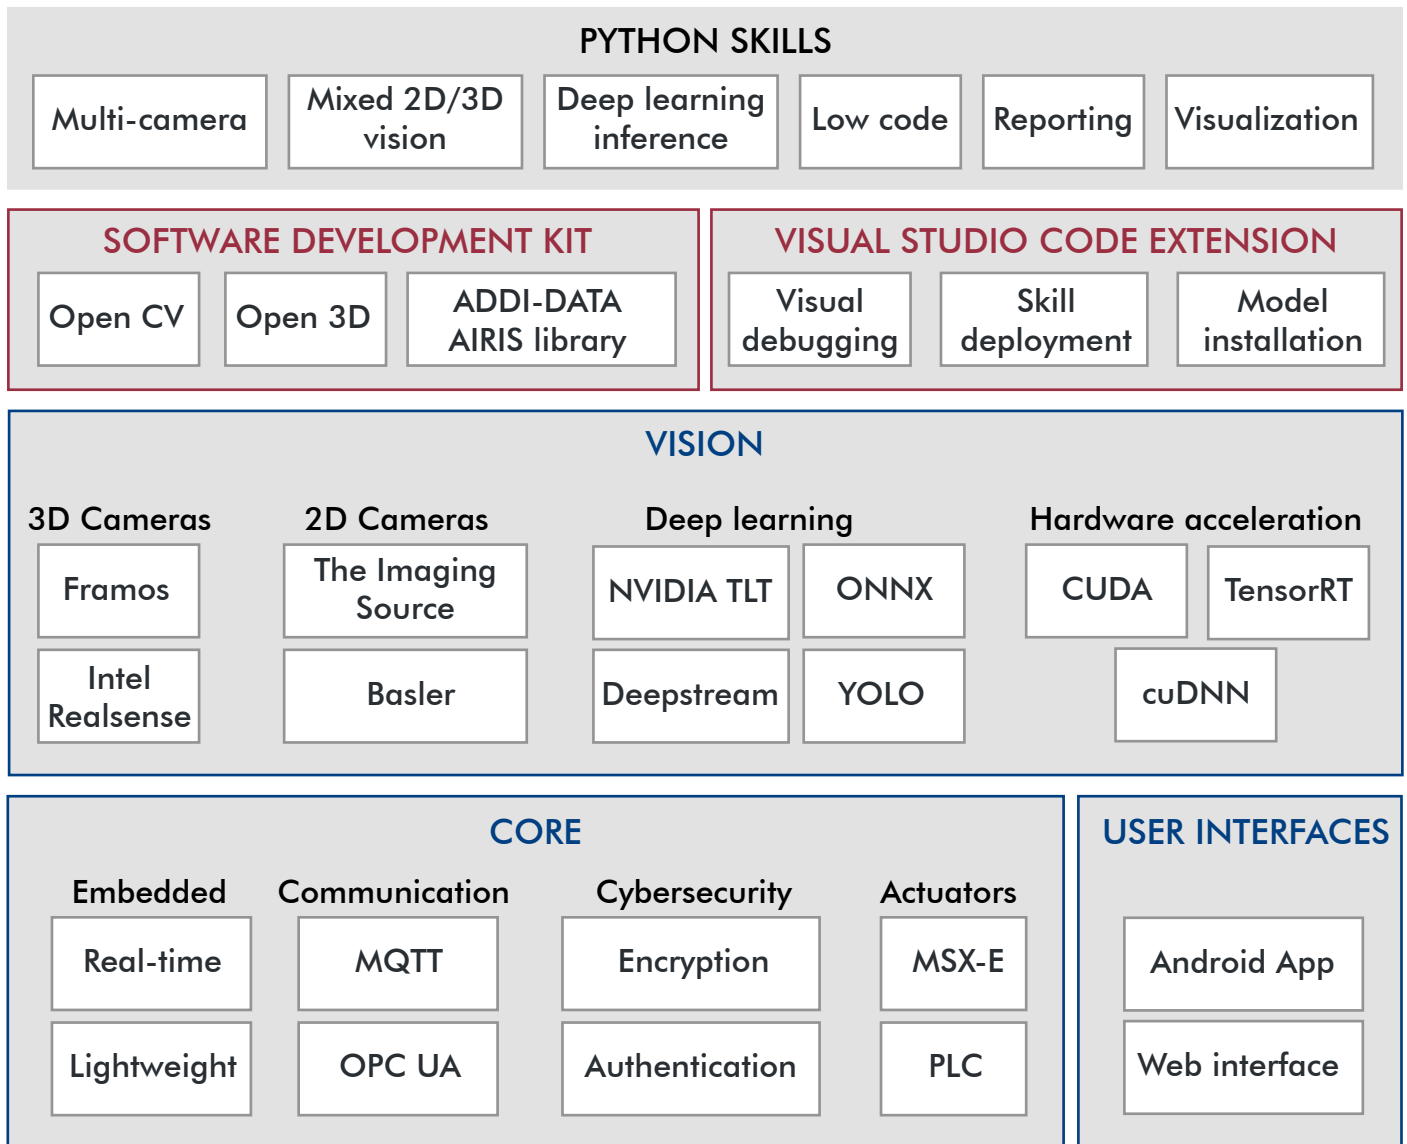 PYTHON SKILLS
Multi-camera
Mixed 2D/3D
vision
Deep learning
inference
Low code
Reporting
Visualization
SOFTWARE DEVELOPMENT KIT
Open CV
Open 3D
ADDI-DATA
AIRIS library
VISUAL STUDIO CODE EXTENSION
Visual
debugging
Skill
deployment
Model
installation
VISION
3D Cameras
Framos
Intel
Realsense
2D Cameras
The Imaging
Source
Basler
Deep learning
NVIDIA TLT
ONNX
Deepstream
YOLO
Hardware acceleration
CUDA
TensorRT
cuDNN
CORE
Embedded
Real-time
Lightweight
Communication
MQTT
OPC UA
Cybersecurity
Encryption
Authentication
Actuators
MSX-E
PLC
USER INTERFACES
Android App
Web interface